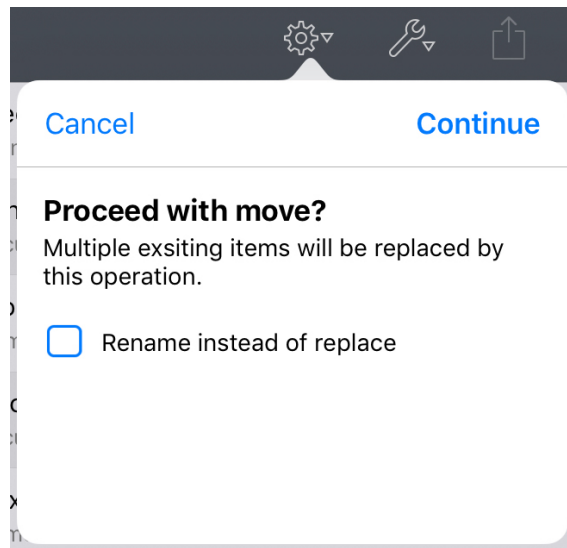 Cancel
Continue
Proceed with move?
Multiple exsiting items will be replaced by
this operation.
Rename instead of replace